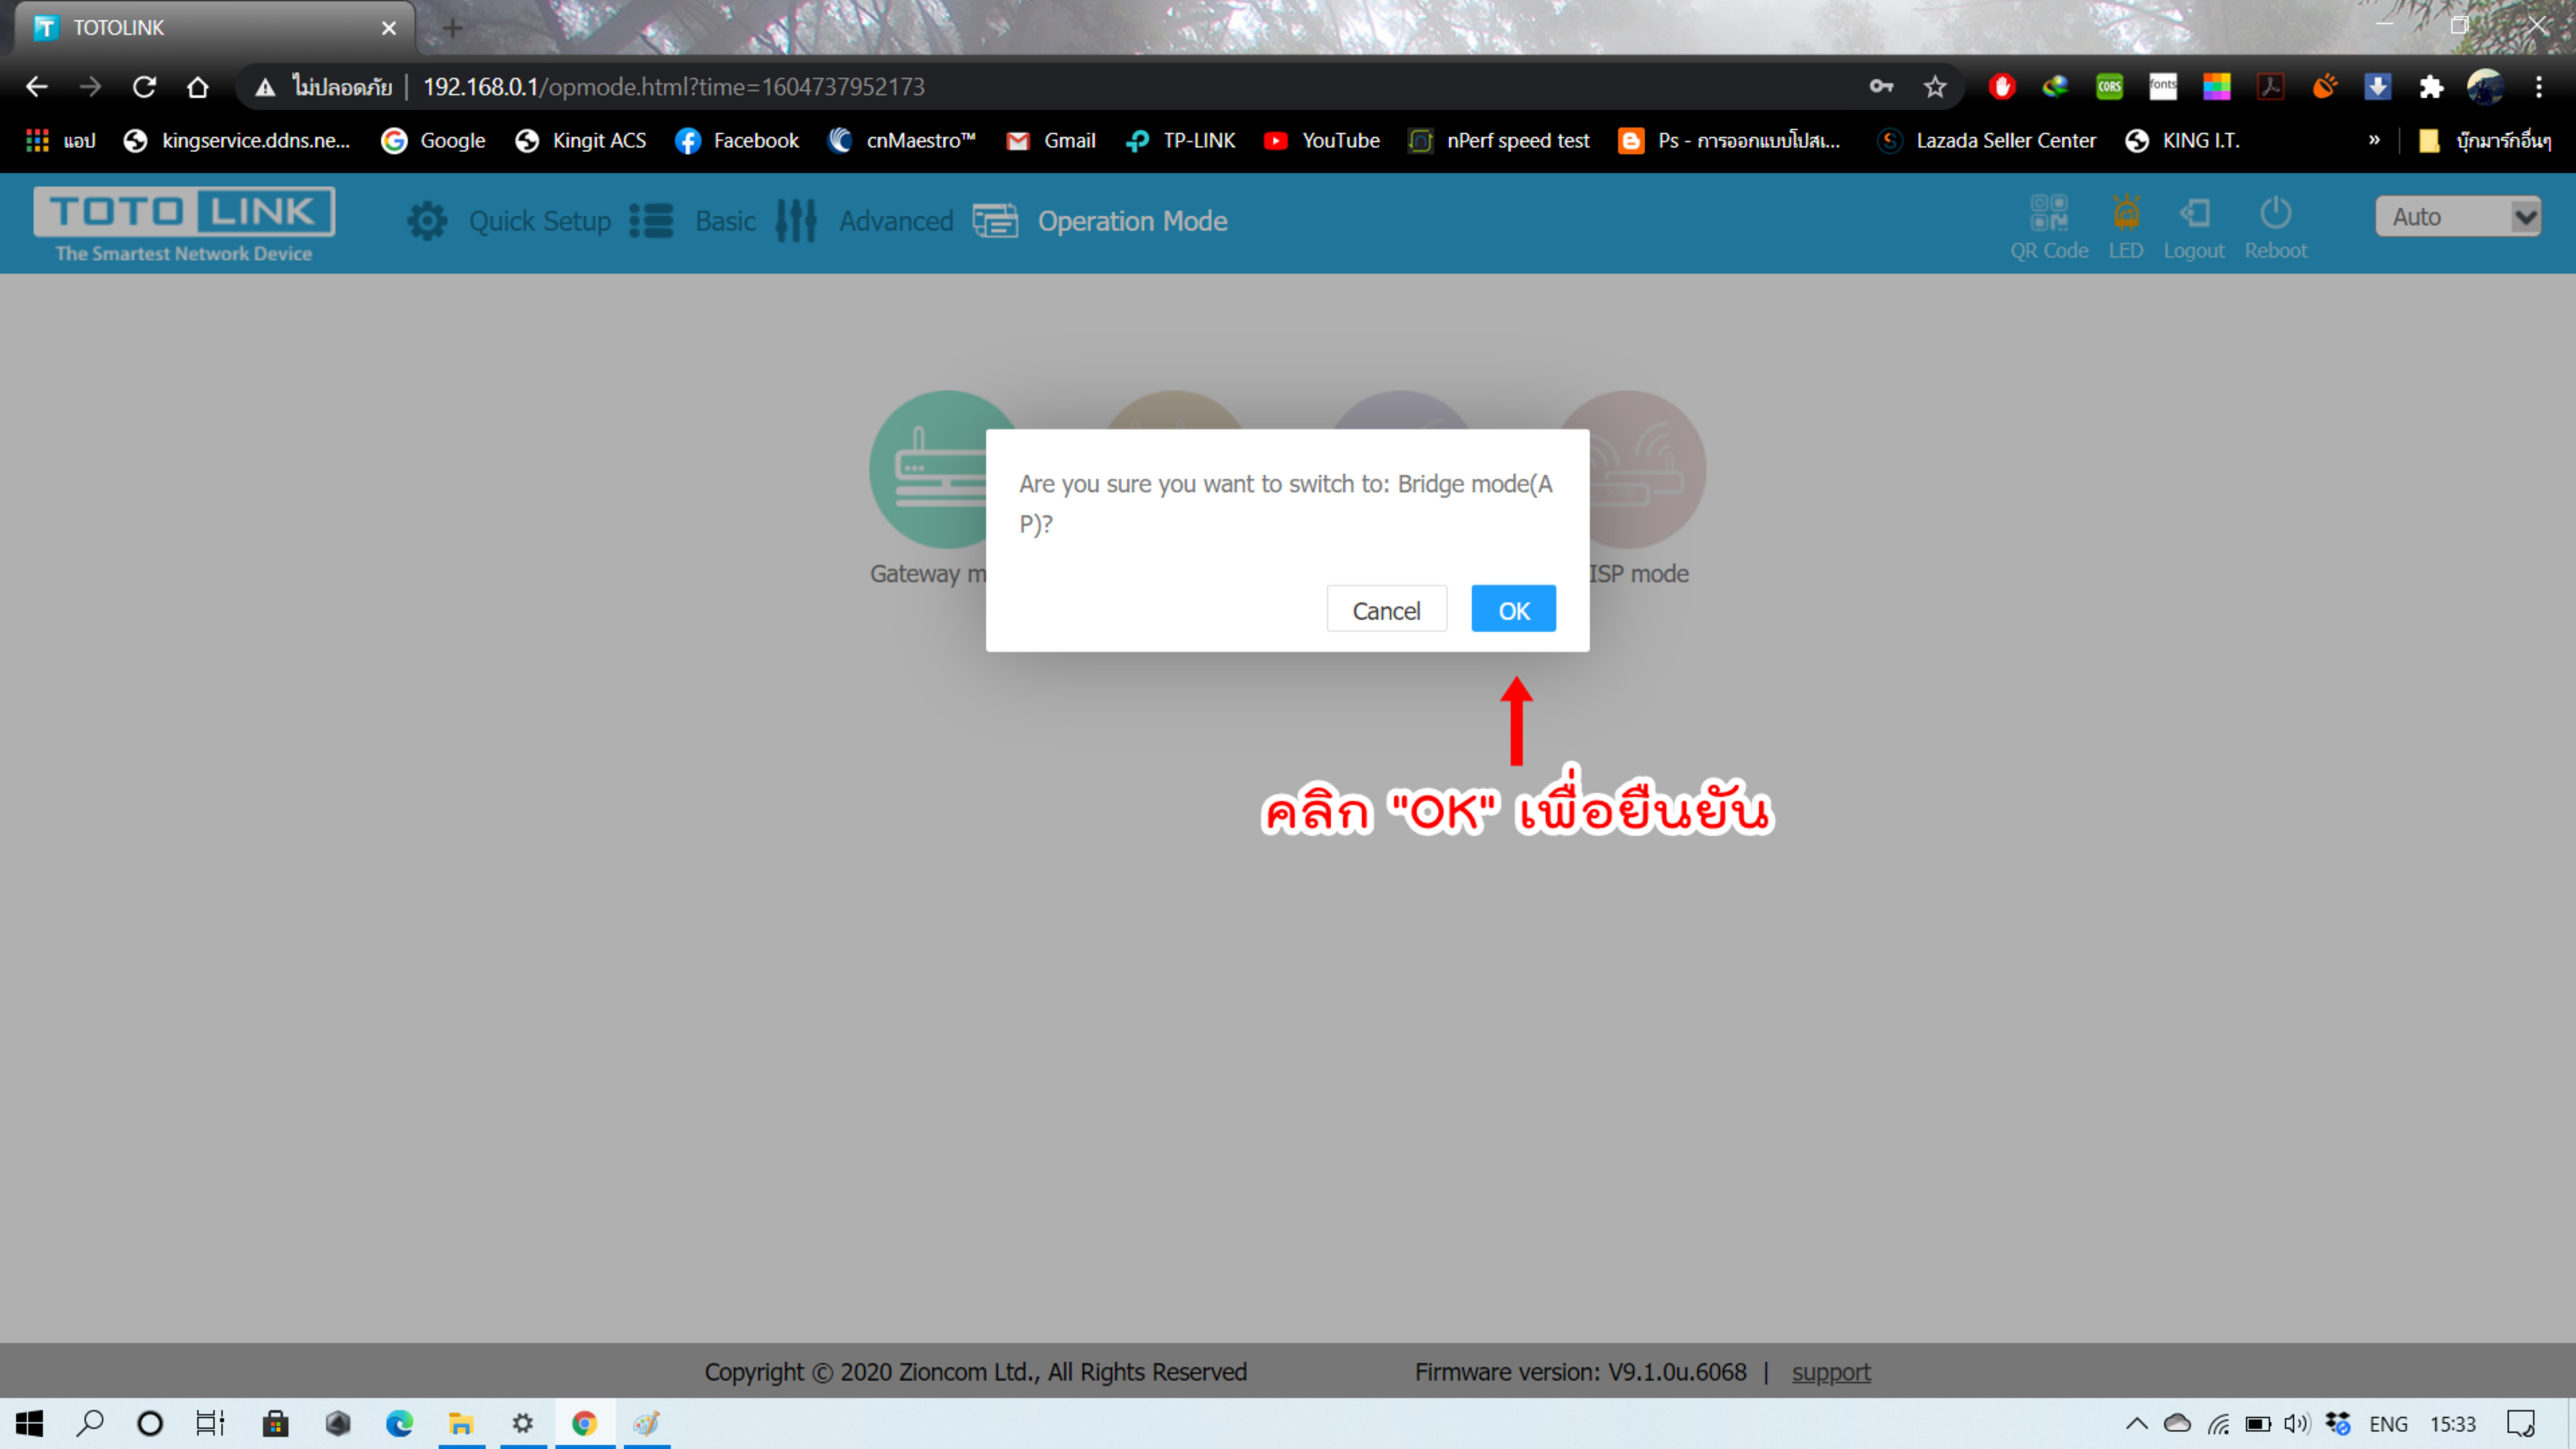 TOTOLINK
ไม่ปลอดภัย | 192.168.0.1/opmode.html?time=1604737952173
CORS
fonts
แอป kingservice.ddns.ne... Google Kingit ACS Facebook cnMaestro™ Gmail TP-LINK YouTube nPerf speed test Ps - การออกแบบโปสเ... Lazada Seller Center KING I.T. » บุ๊กมาร์กอื่นๆ
TOTO LINK
The Smartest Network Device
Quick Setup Basic Advanced Operation Mode
QR Code LED Logout Reboot
Auto
Are you sure you want to switch to: Bridge mode(A
P)?
Gateway m
ISP mode
Cancel OK
คลิก "OK" เพื่อยืนยัน
Copyright © 2020 Zioncom Ltd., All Rights Reserved Firmware version: V9.1.0u.6068 | support
ENG 15:33